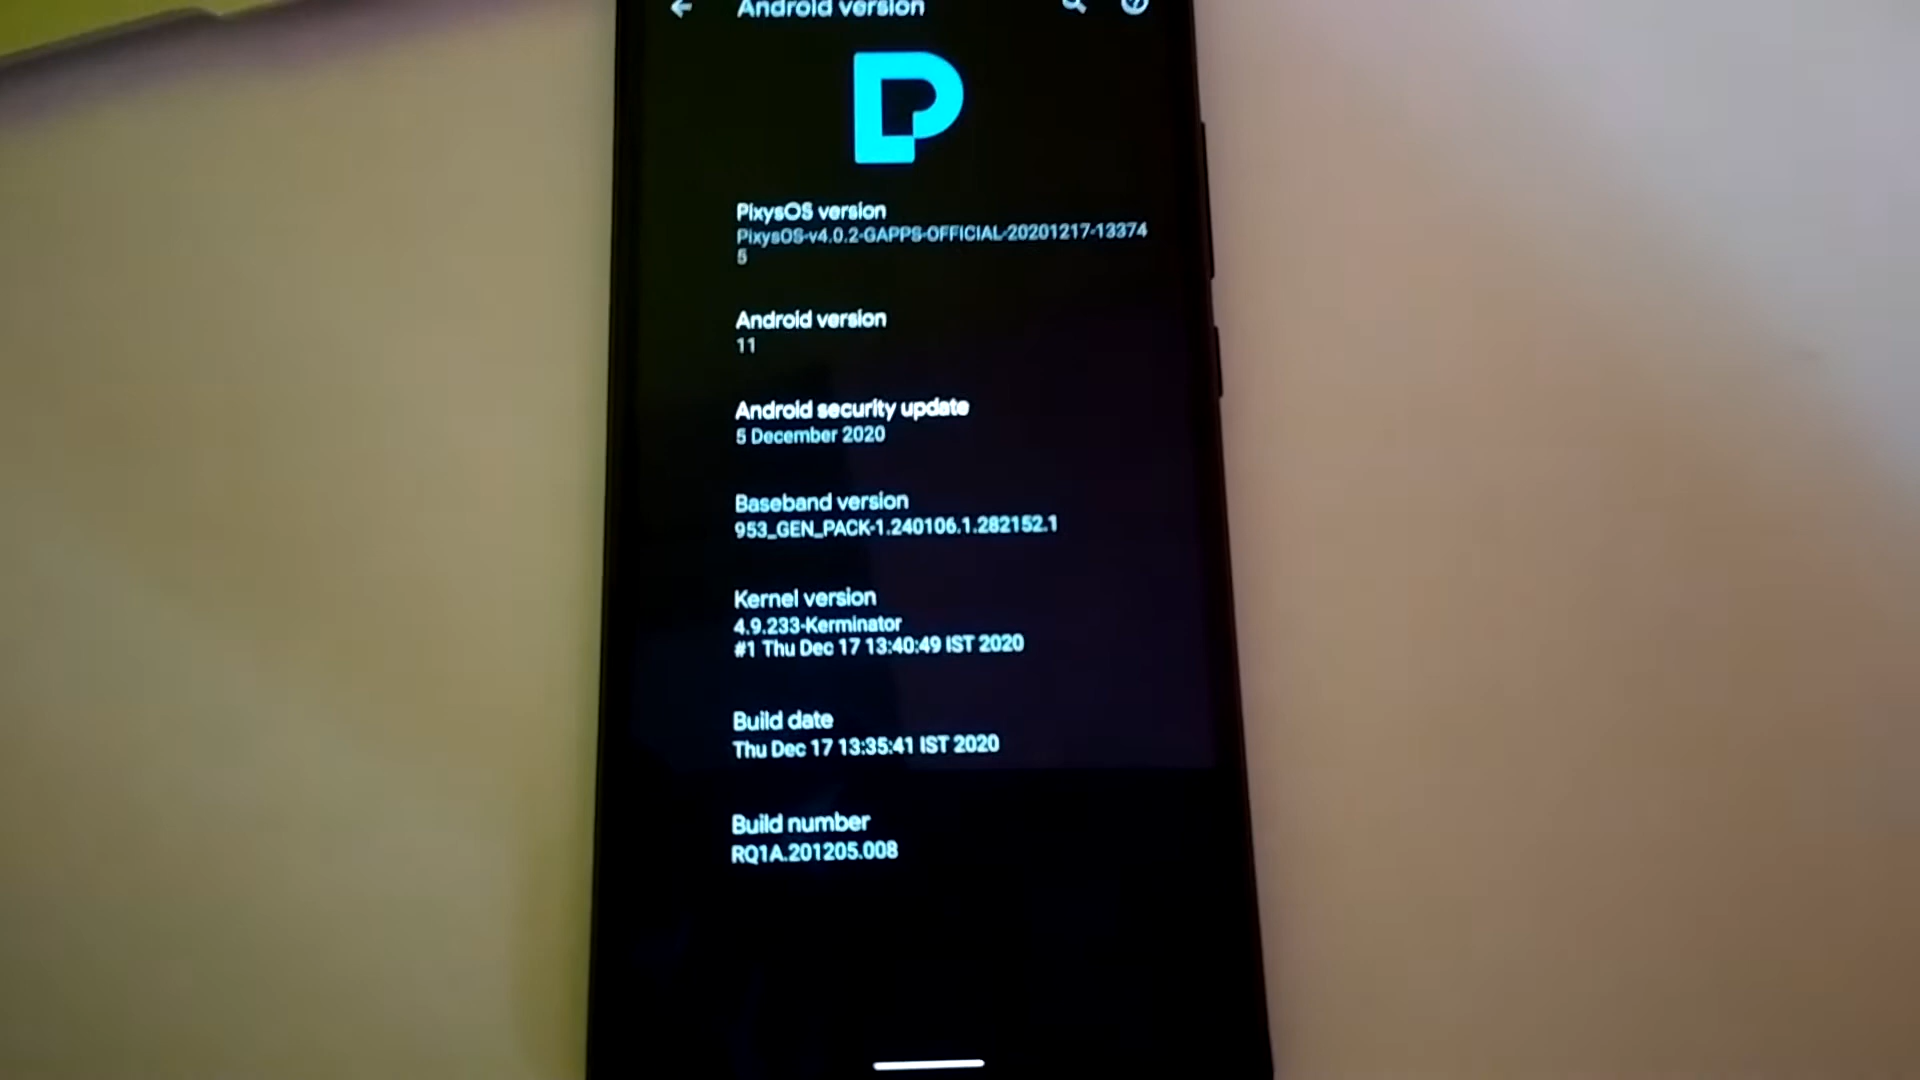 Android version
PixysOS version
PixysOS-v4.0.2-GAPPS-OFFICIAL-20201217-13374
5
Android version
11
Android security update
5 December 2020
Baseband version
953_GEN_PACK-1.240106.1.282152.1
Kernel version
4.9.233-Kerminator
#1 Thu Dec 17 13:40:49 IST 2020
Build date
Thu Dec 17 13:35:41 IST 2020
Build number
RQ1A.201205.008